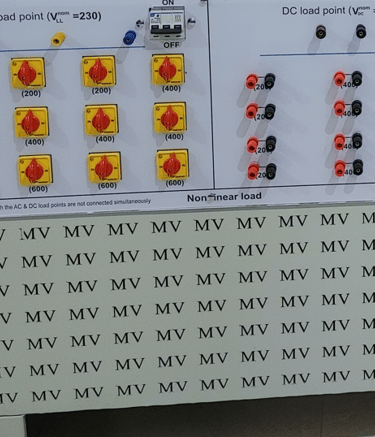 ON
oad point (V_LL^nom =230)
DC load point (V_DC^nom =
OFF
(200) (200) (400)
(400) (400) (400)
(600) (600) (600)
h the AC & DC load points are not connected simultaneously
Non linear load
MV MV MV MV MV MV MV MV
MV MV MV MV MV MV MV MV
MV MV MV MV MV MV MV MV
MV MV MV MV MV MV MV MV
MV MV MV MV MV MV MV MV
MV MV MV MV MV MV MV MV
MV MV MV MV MV MV MV MV